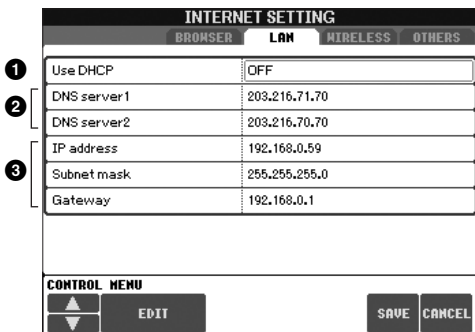 INTERNET SETTING
BROWSER LAN WIRELESS OTHERS
1 Use DHCP OFF
2 DNS server1 203.216.71.70
DNS server2 203.216.70.70
3 IP address 192.168.0.59
Subnet mask 255.255.255.0
Gateway 192.168.0.1
CONTROL MENU
EDIT SAVE CANCEL